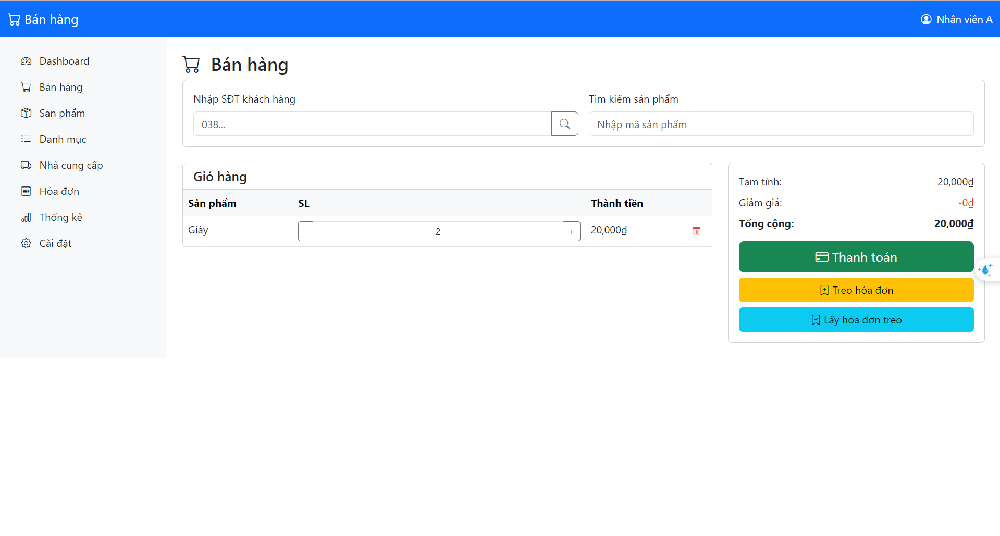 Bán hàng
Nhân viên A
Dashboard
Bán hàng
Sản phẩm
Danh mục
Nhà cung cấp
Hóa đơn
Thống kê
Cài đặt
Bán hàng
Nhập SĐT khách hàng
038...
Tìm kiếm sản phẩm
Nhập mã sản phẩm
Giỏ hàng
Sản phẩm SL Thành tiền
Giày - 2 + 20,000₫
Tạm tính: 20,000₫
Giảm giá: -0₫
Tổng cộng: 20,000₫
Thanh toán
Treo hóa đơn
Lấy hóa đơn treo